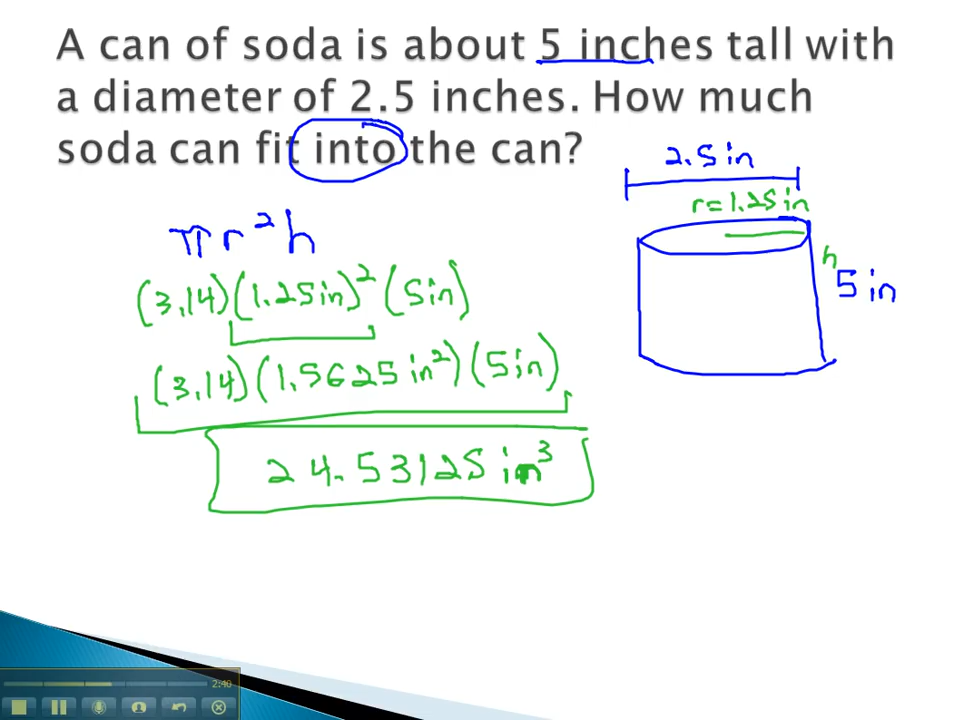 A can of soda is about 5 inches tall with
a diameter of 2.5 inches. How much
soda can fit into the can?
2.5 in
r=1.25 in
h
5 in
πr²h
(3.14)(1.25in)²(5in)
(3.14)(1.5625 in²)(5in)
24.53125 in³
2:40